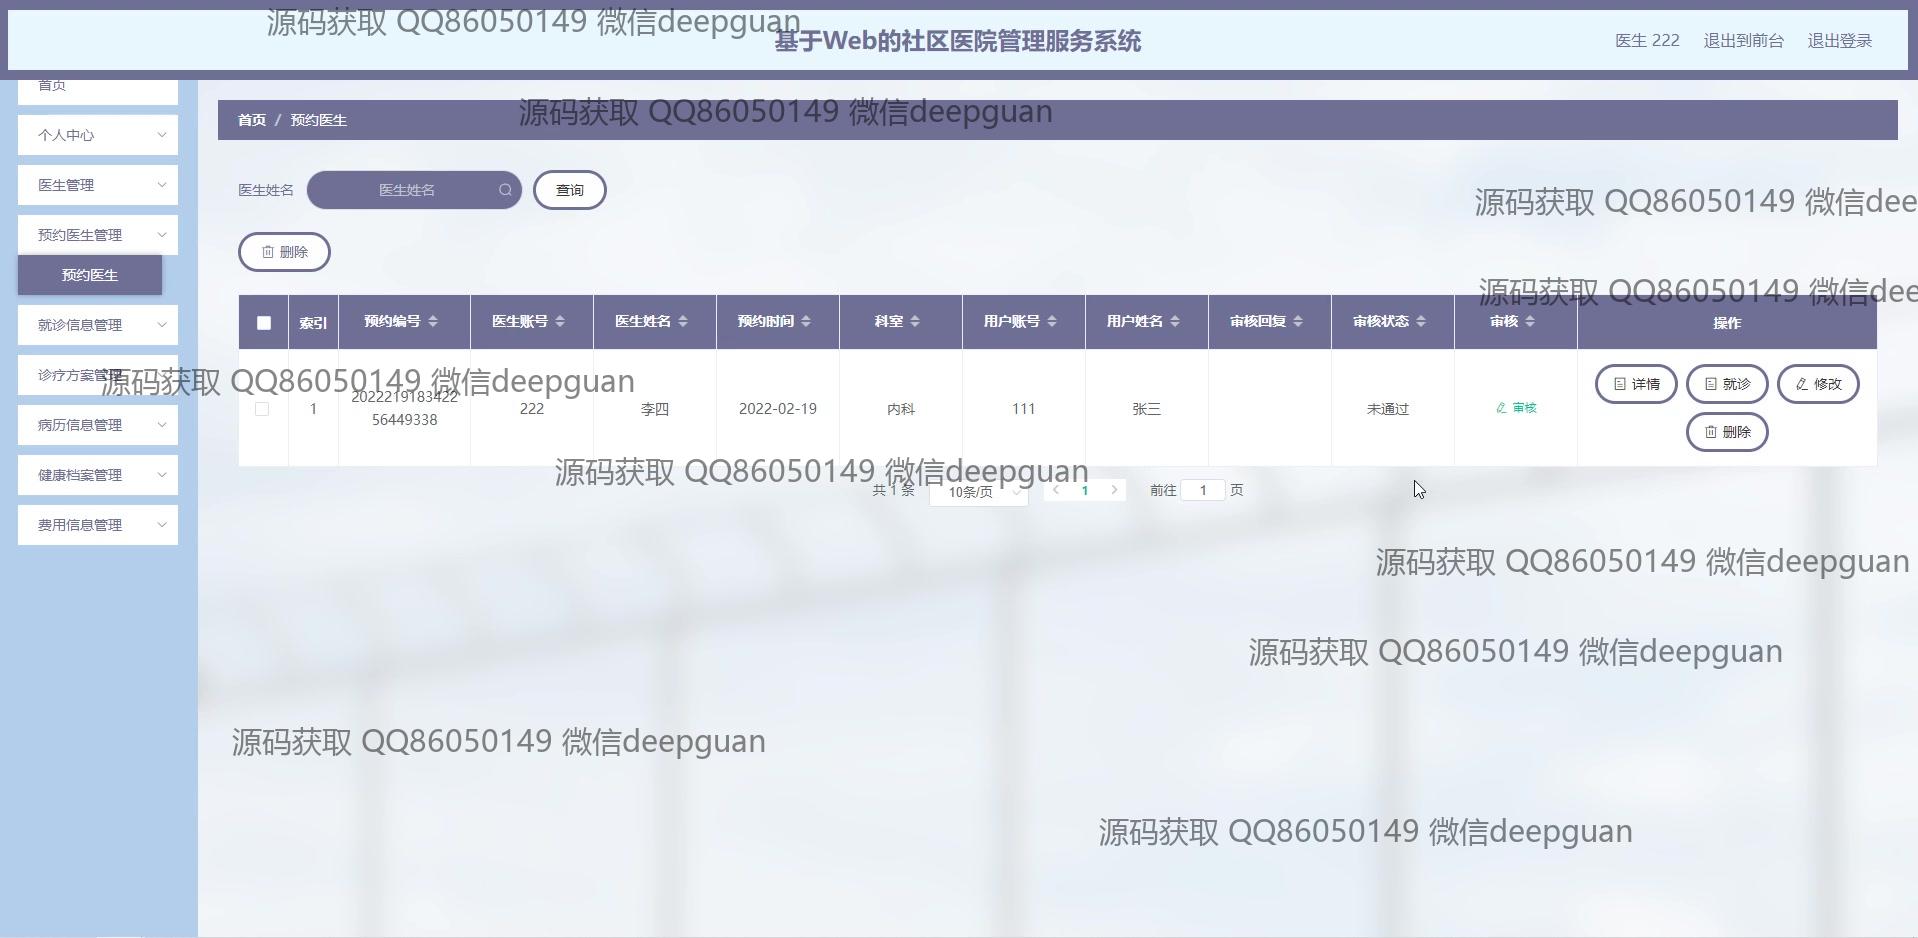 源码获取 QQ86050149 微信deepguan
基于Web的社区医院管理服务系统
医生 222 退出到前台 退出登录
首页
个人中心
医生管理
预约医生管理
预约医生
就诊信息管理
诊疗方案管理
病历信息管理
健康档案管理
费用信息管理
首页 / 预约医生
源码获取 QQ86050149 微信deepguan
医生姓名 医生姓名 查询
源码获取 QQ86050149 微信dee
删除
源码获取 QQ86050149 微信dee
索引 预约编号 医生账号 医生姓名 预约时间 科室 用户账号 用户姓名 审核回复 审核状态 审核 操作
源码获取 QQ86050149 微信deepguan
1 2022219183422 222 李四 2022-02-19 内科 111 张三 未通过 审核 详情 就诊 修改
56449338
删除
源码获取 QQ86050149 微信deepguan
共 1 条 10条/页 1 前往 1 页
源码获取 QQ86050149 微信deepguan
源码获取 QQ86050149 微信deepguan
源码获取 QQ86050149 微信deepguan
源码获取 QQ86050149 微信deepguan